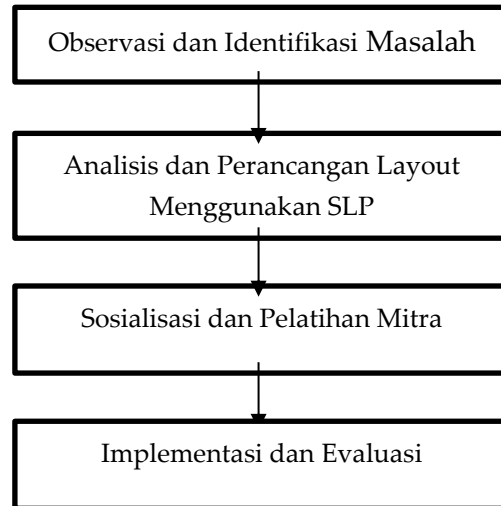 Observasi dan Identifikasi Masalah
Analisis dan Perancangan Layout
Menggunakan SLP
Sosialisasi dan Pelatihan Mitra
Implementasi dan Evaluasi